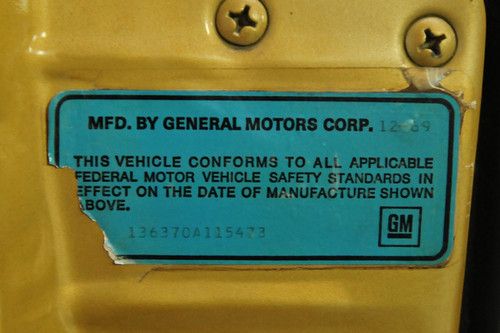 MFD. BY GENERAL MOTORS CORP. 12-69
THIS VEHICLE CONFORMS TO ALL APPLICABLE
FEDERAL MOTOR VEHICLE SAFETY STANDARDS IN
EFFECT ON THE DATE OF MANUFACTURE SHOWN
ABOVE.
136370A115423
GM